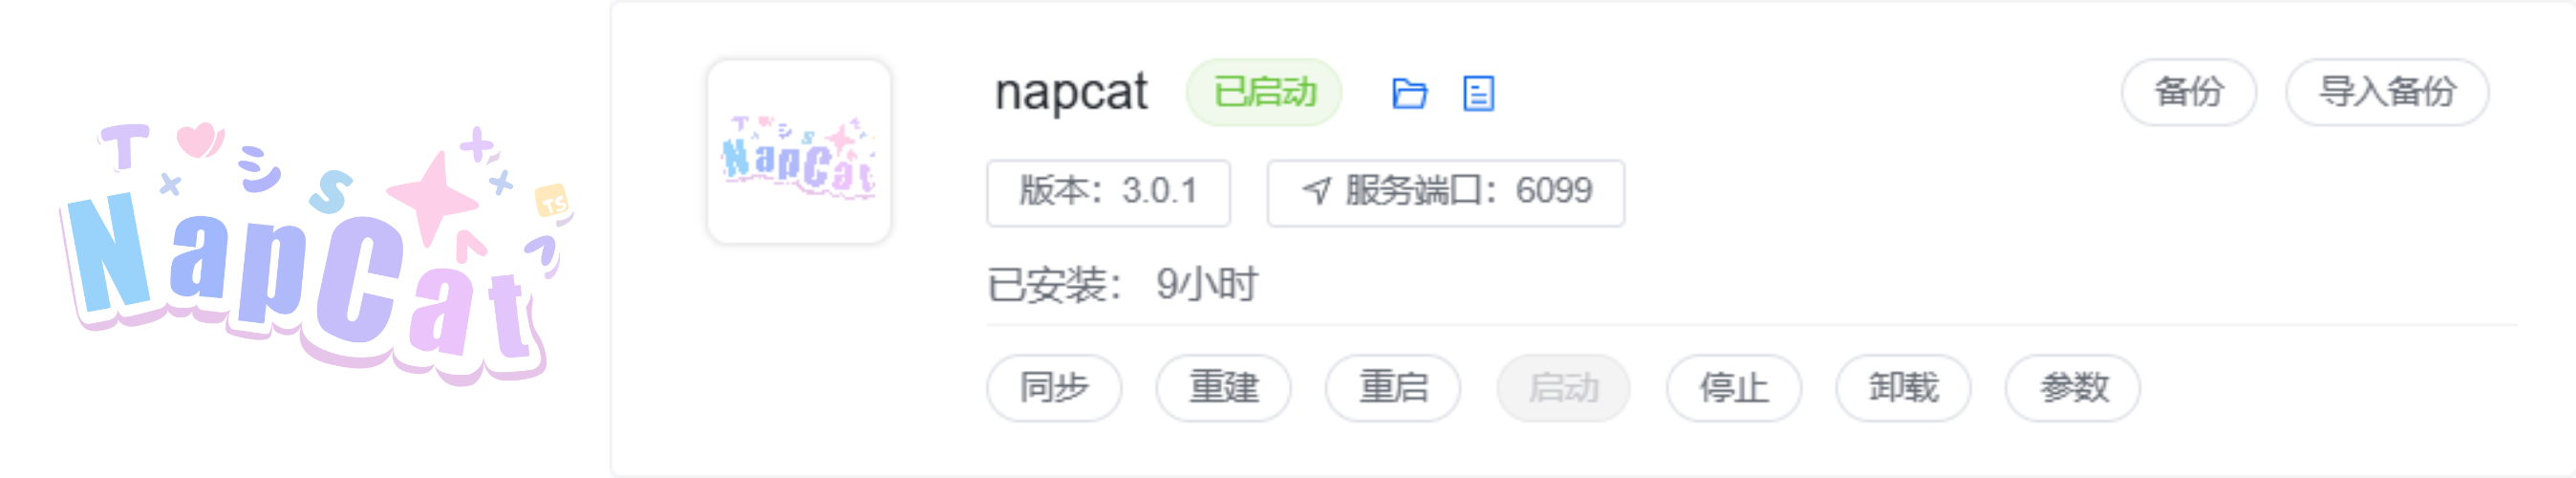 T シ S TS
NapCat
NapCat
napcat 已启动 备份 导入备份
版本：3.0.1 服务端口：6099
已安装： 9小时
同步 重建 重启 启动 停止 卸载 参数